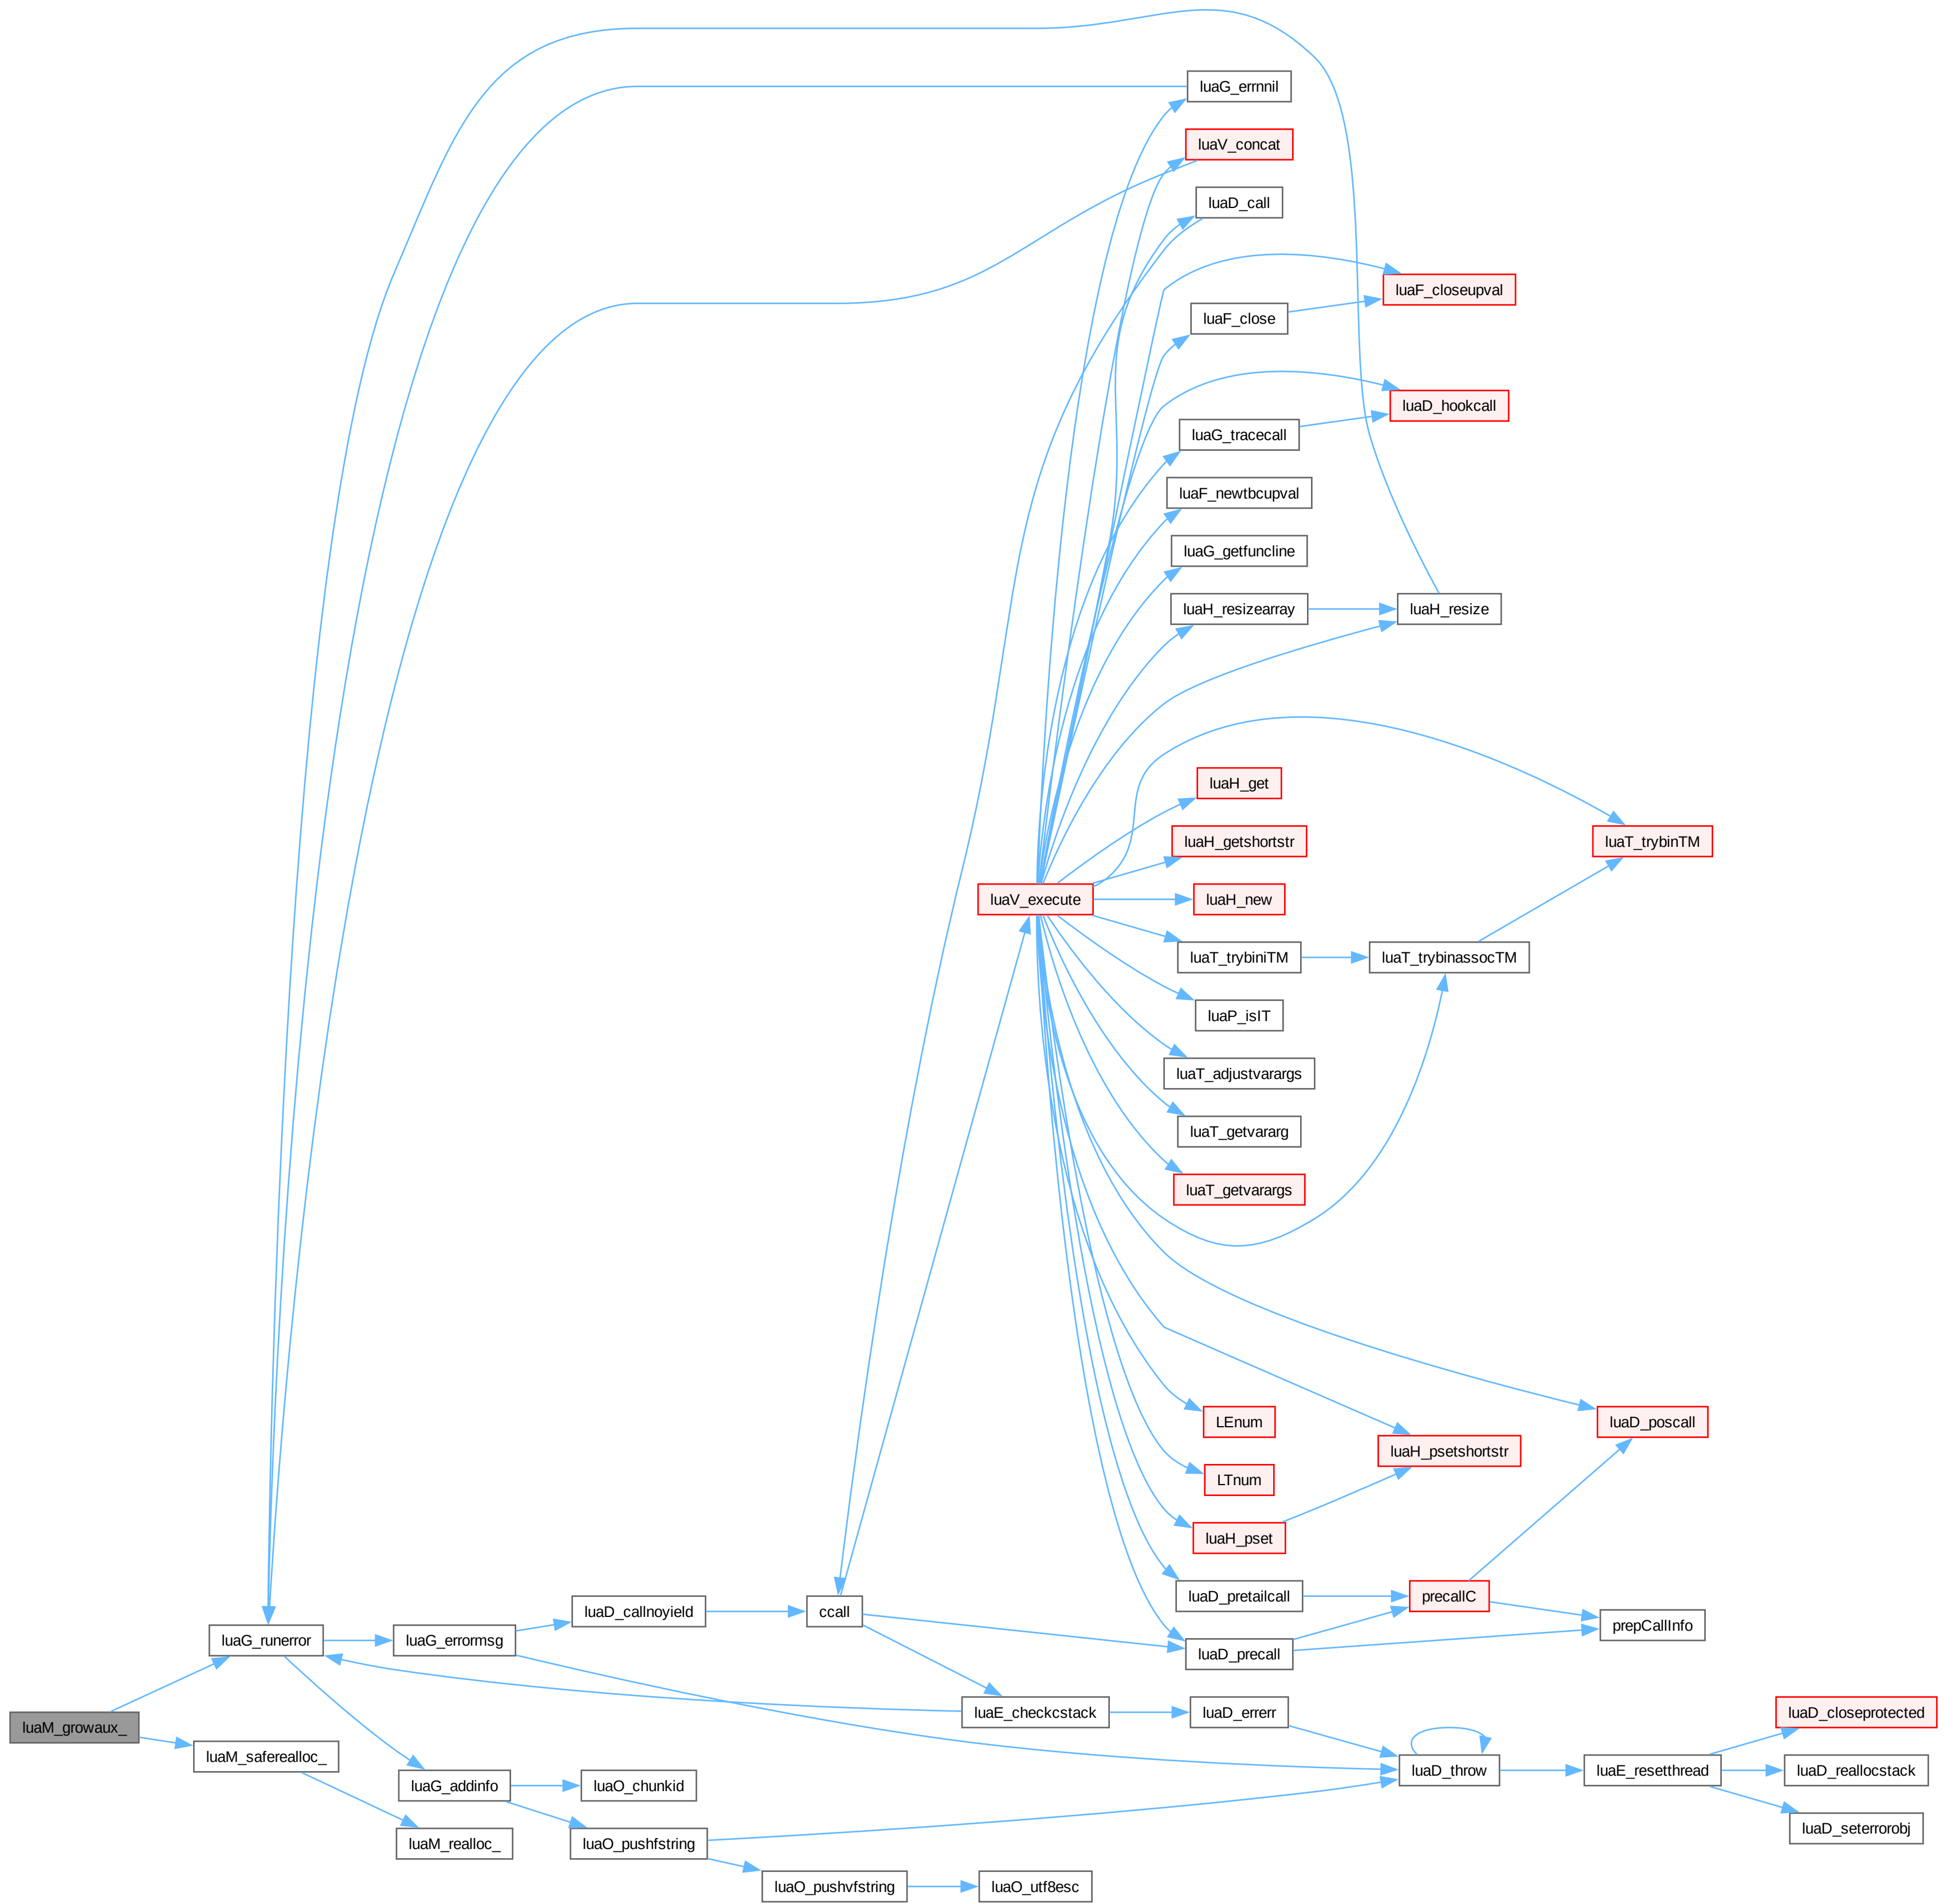 luaG_errnnil
luaV_concat
luaD_call
luaF_closeupval
luaF_close
luaD_hookcall
luaG_tracecall
luaF_newtbcupval
luaG_getfuncline
luaH_resizearray
luaH_resize
luaH_get
luaH_getshortstr
luaT_trybinTM
luaV_execute
luaH_new
luaT_trybiniTM
luaT_trybinassocTM
luaP_isIT
luaT_adjustvarargs
luaT_getvararg
luaT_getvarargs
LEnum
luaD_poscall
luaH_psetshortstr
LTnum
luaH_pset
luaD_pretailcall
precallC
luaD_callnoyield
ccall
prepCallInfo
luaG_runerror
luaG_errormsg
luaD_precall
luaE_checkcstack
luaD_errerr
luaD_closeprotected
luaM_growaux_
luaM_saferealloc_
luaD_throw
luaE_resetthread
luaD_reallocstack
luaG_addinfo
luaO_chunkid
luaD_seterrorobj
luaM_realloc_
luaO_pushfstring
luaO_pushvfstring
luaO_utf8esc